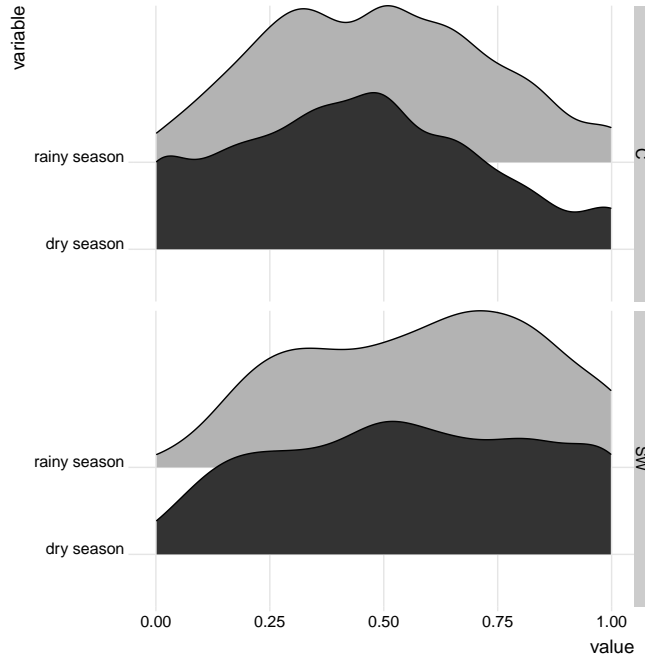 variable
rainy season
dry season
C
rainy season
dry season
SW
0.00 0.25 0.50 0.75 1.00
value